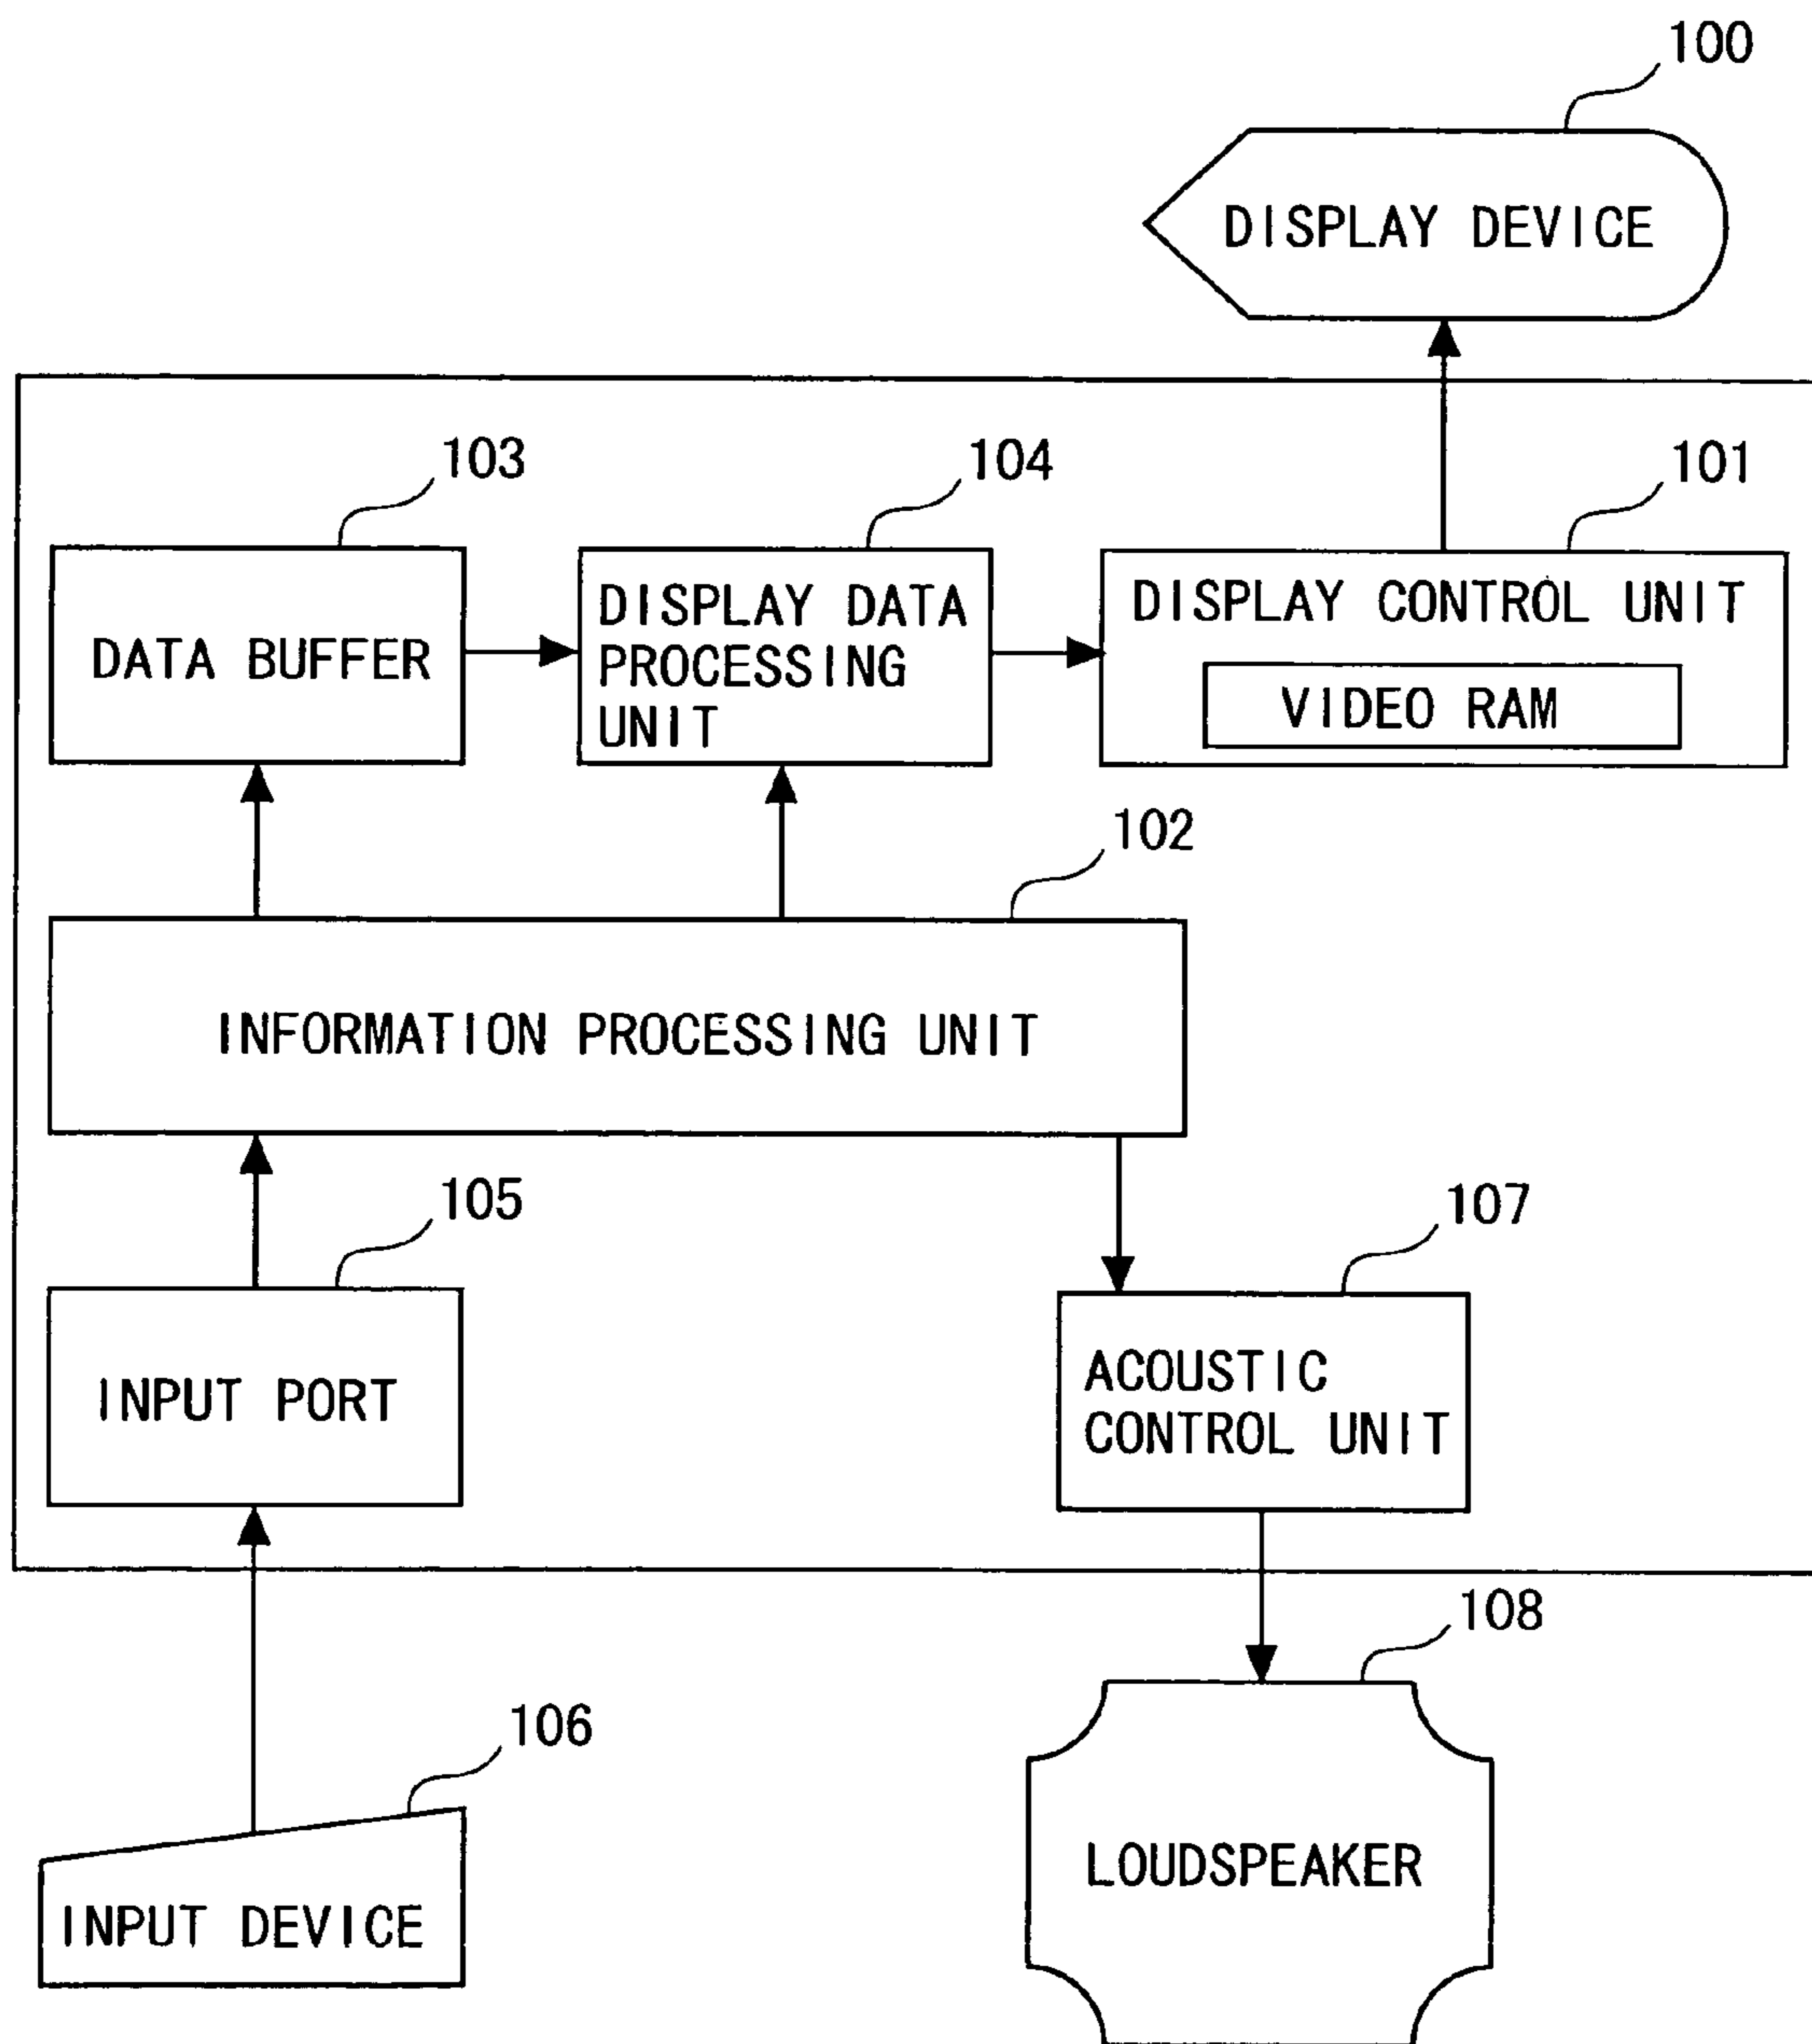 100
DISPLAY DEVICE
103
104
101
DATA BUFFER
DISPLAY DATA
PROCESSING
UNIT
DISPLAY CONTROL UNIT
VIDEO RAM
102
INFORMATION PROCESSING UNIT
105
107
INPUT PORT
ACOUSTIC
CONTROL UNIT
108
106
LOUDSPEAKER
INPUT DEVICE